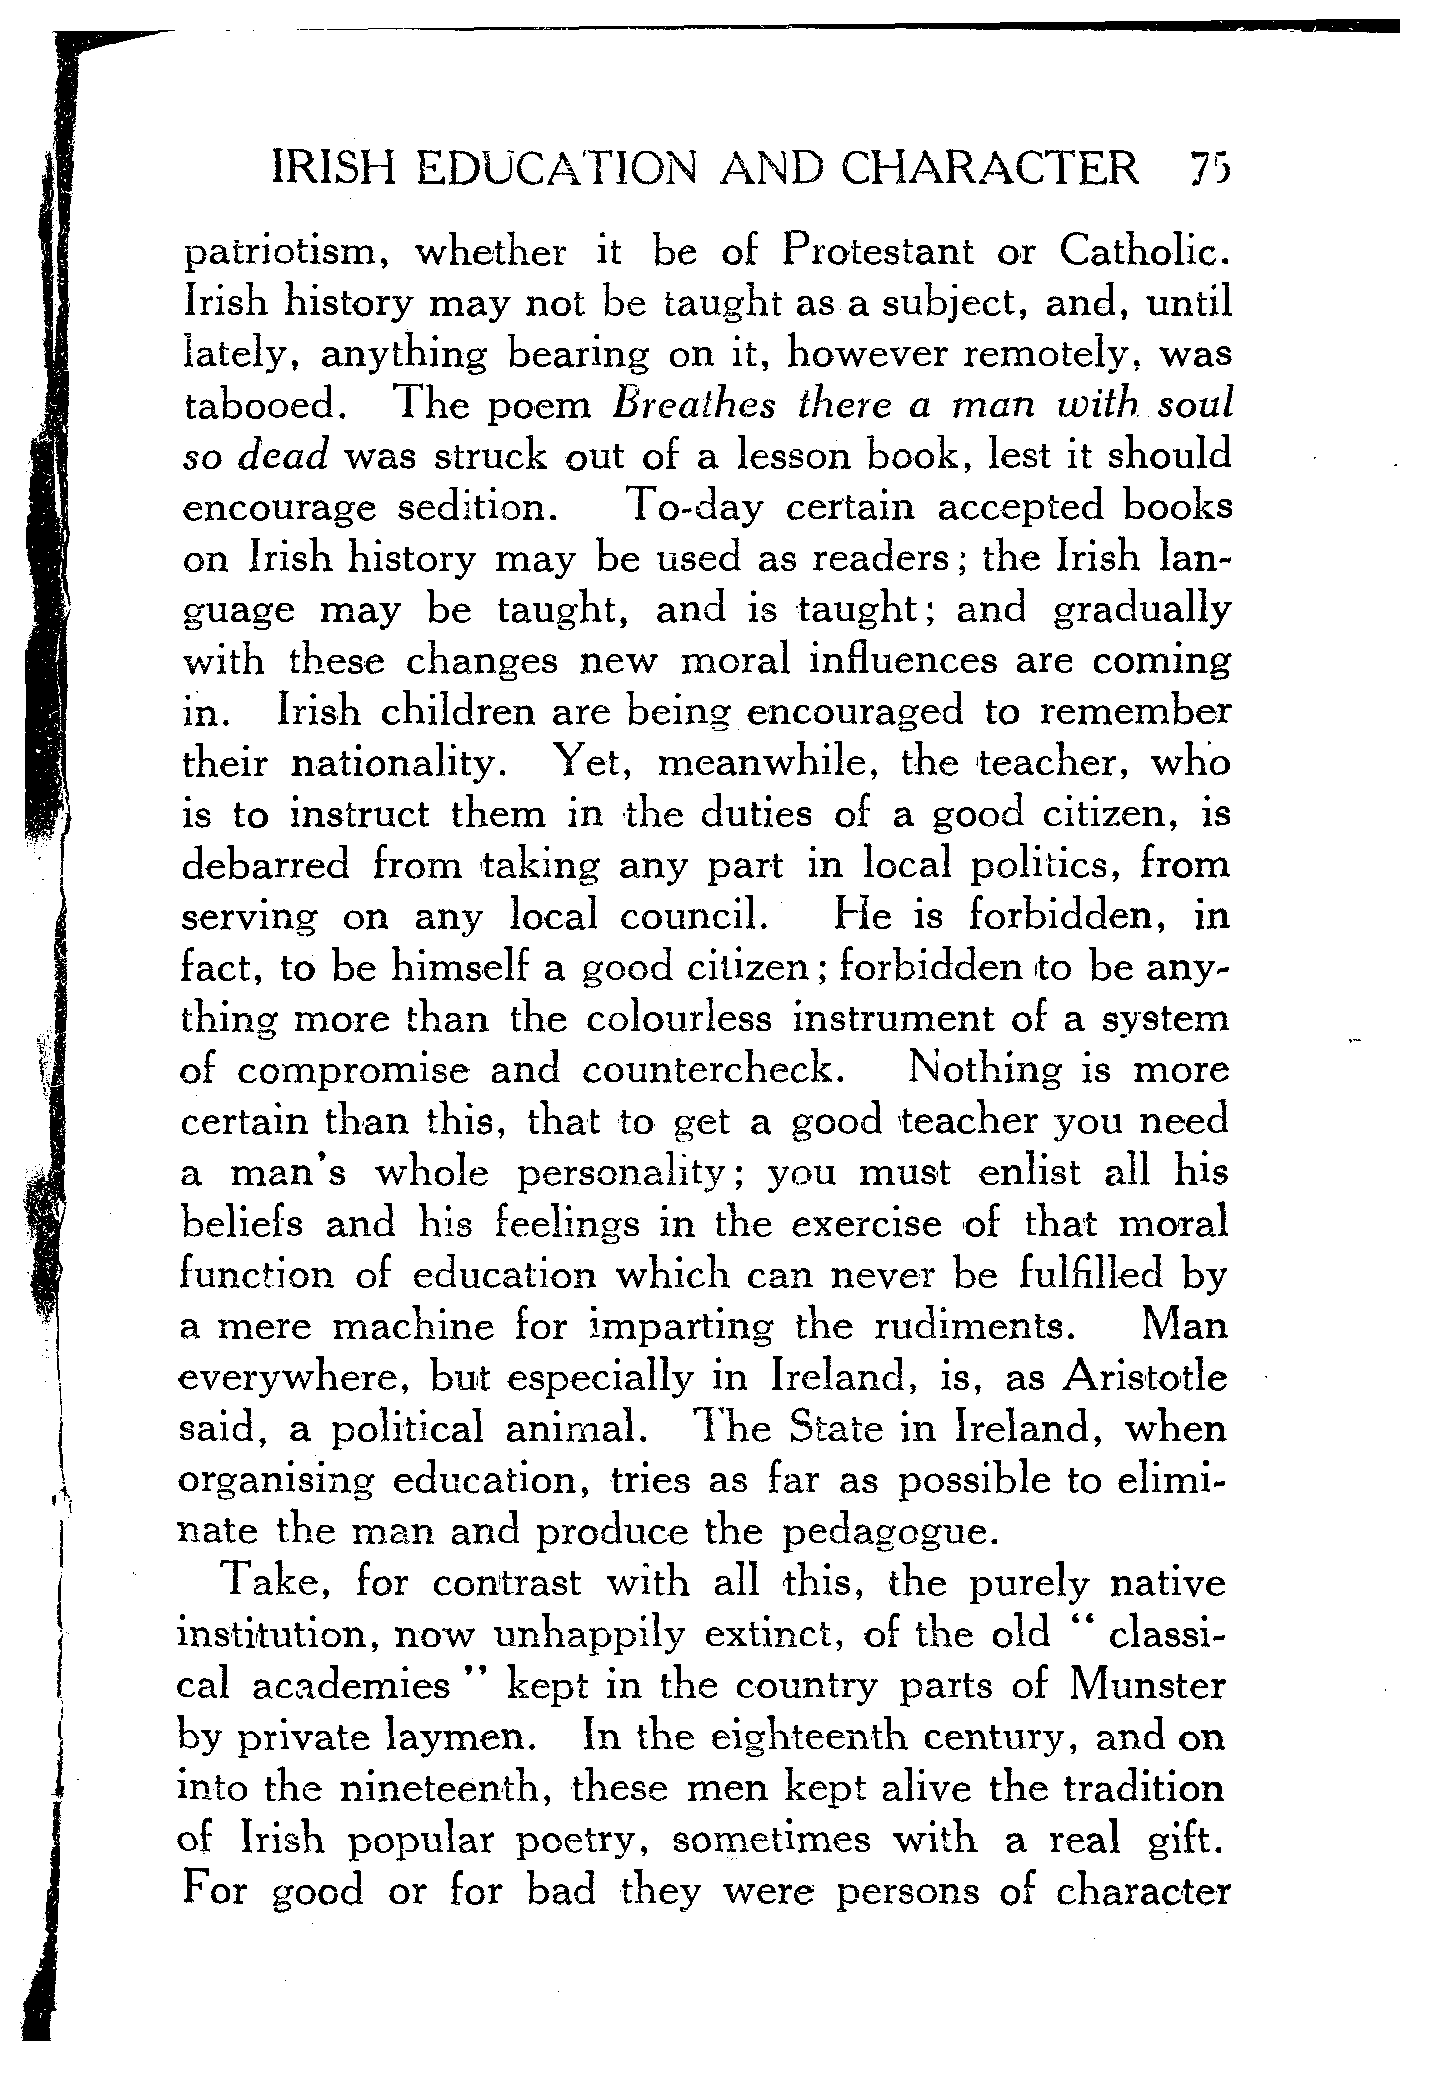 IRISH EDUCATION AND CHARACTER 75
patriotism, whether it be of Protestant or Catholic.
Irish history may not be taught as a subject, and, until
lately, anything bearing on it, however remotely, was
tabooed. The poem Breathes there a man with soul
so dead was struck out of a lesson book, lest it should
encourage sedition. To-day certain accepted books
on Irish history may be used as readers; the Irish lan-
guage may be taught, and is taught; and gradually
with these changes new moral influences are coming
in. Irish children are being encouraged to remember
their nationality. Yet, meanwhile, the teacher, who
is to instruct them in the duties of a good citizen, is
debarred from taking any part in local politics, from
serving on any local council. He is forbidden, in
fact, to be himself a good citizen; forbidden to be any-
thing more than the colourless instrument of a system
of compromise and countercheck. Nothing is more
certain than this, that to get a good teacher you need
a man's whole personality; you must enlist all his
beliefs and his feelings in the exercise of that moral
function of education which can never be fulfilled by
a mere machine for imparting the rudiments. Man
everywhere, but especially in Ireland, is, as Aristotle
said, a political animal. The State in Ireland, when
organising education, tries as far as possible to elimi-
nate the man and produce the pedagogue.
Take, for contrast with all this, the purely native
institution, now unhappily extinct, of the old "classi-
cal academies" kept in the country parts of Munster
by private laymen. In the eighteenth century, and on
into the nineteenth, these men kept alive the tradition
of Irish popular poetry, sometimes with a real gift.
For good or for bad they were persons of character